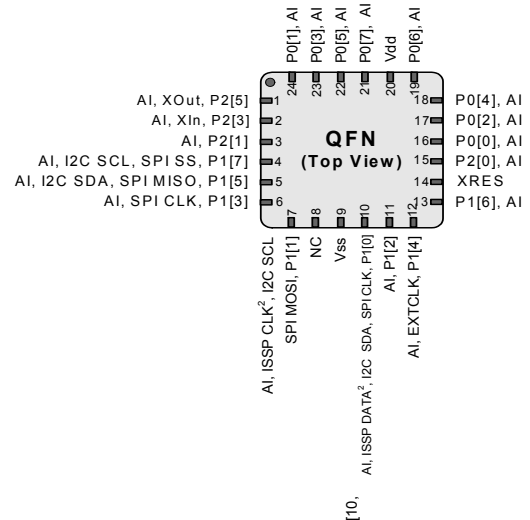 P0[1], AI
P0[3], AI
P0[5], AI
P0[7], AI
Vdd
P0[6], AI
24
23
22
21
20
19
AI, XOut, P2[5]
1
AI, XIn, P2[3]
2
AI, P2[1]
3
AI, I2C SCL, SPI SS, P1[7]
4
AI, I2C SDA, SPI MISO, P1[5]
5
AI, SPI CLK, P1[3]
6
QFN
(Top View)
18
P0[4], AI
17
P0[2], AI
16
P0[0], AI
15
P2[0], AI
14
XRES
13
P1[6], AI
7
8
9
10
11
12
AI, ISSP CLK², I2C SCL
SPI MOSI, P1[1]
NC
Vss
AI, ISSP DATA², I2C SDA, SPI CLK, P1[0]
AI, P1[2]
AI, EXTCLK, P1[4]
[10,